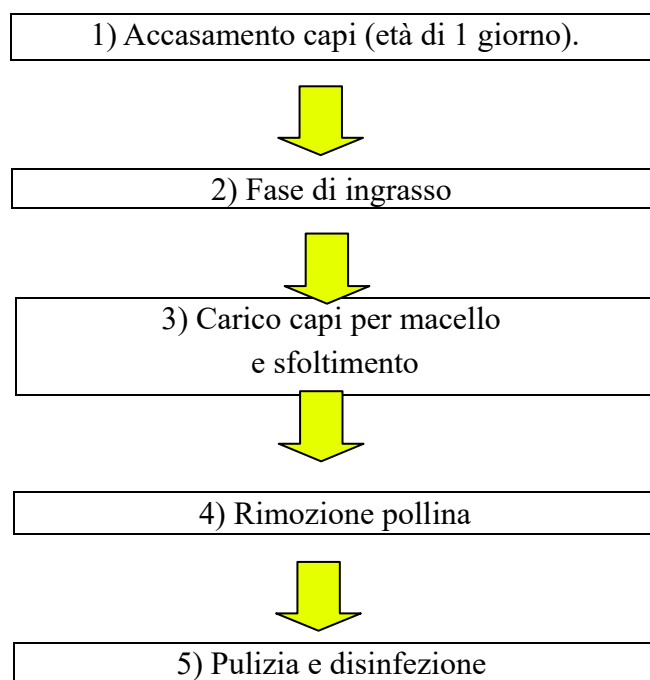 1) Accasamento capi (età di 1 giorno).
2) Fase di ingrasso
3) Carico capi per macello
e sfoltimento
4) Rimozione pollina
5) Pulizia e disinfezione